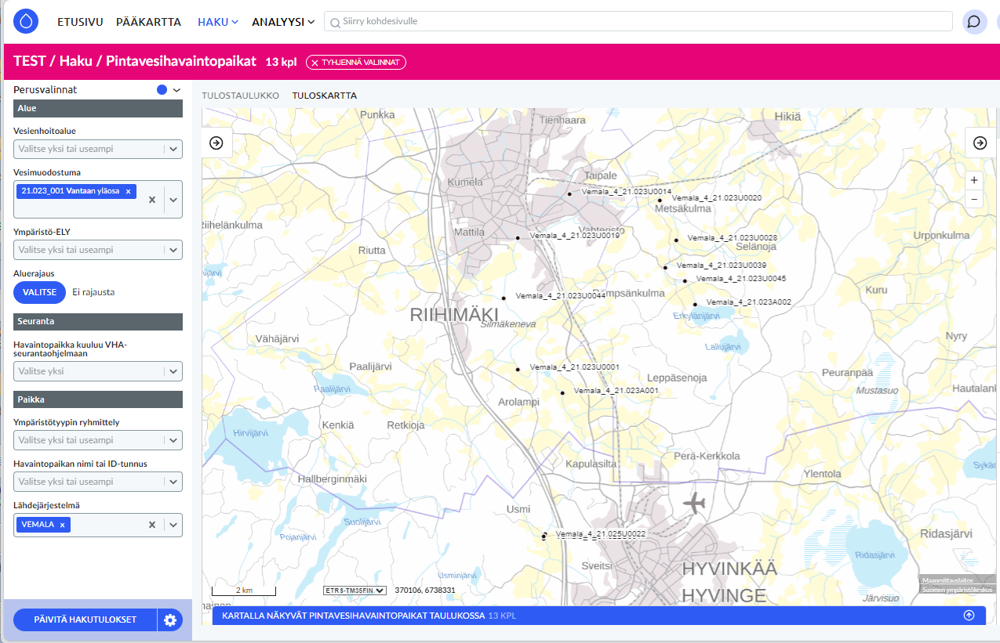 ETUSIVU PÄÄKARTTA HAKU ANALYYSI Siirry kohdesivulle
TEST / Haku / Pintavesihavaintopaikat 13 kpl TYHJENNÄ VALINNAT
Perusvalinnat
Alue
Vesienhoitoalue
Valitse yksi tai useampi
Vesimuodostuma
21.023_001 Vantaan yläosa
Ympäristö-ELY
Valitse yksi tai useampi
Aluerajaus
VALITSE Ei rajausta
Seuranta
Havaintopaikka kuuluu VHA-
seurantaohjelmaan
Valitse yksi
Paikka
Ympäristötyypin ryhmittely
Valitse yksi tai useampi
Havaintopaikan nimi tai ID-tunnus
Valitse yksi tai useampi
Lähdejärjestelmä
VEMALA
PÄIVITÄ HAKUTULOKSET
TULOSTAULUKKO TULOSKARTTA
Punkka
Tienhaara
Hikiä
Taipale
Kumela
Vemala_4_21.023U0014
Vemala_4_21.023U0020
Metsäkulma
Riihelänkulma
Mattila
Vahteristo
Vemala_4_21.023U0019
Vemala_4_21.023U0028
Urponkulma
Selänoja
Riutta
Vemala_4_21.023U0039
Vemala_4_21.023U0045
Kuru
Vemala_4_21.023U0044
Vemala_4_21.023A002
RIIHIMÄKI
Erkylänjärvi
Silmäkeneva
Vähäjärvi
Nyry
Lallujärvi
Paalijärvi
Vemala_4_21.023U0001
Peuranpää
Leppäsenoja
Paalijärvi
Vemala_4_21.023A001
Mustasuo
Arolampi
Kenkiä
Retkioja
Hirvijärvi
Perä-Kerkkola
Kapulasilta
Ylentola
Hallberginmäki
Usmi
Suolijärvi
Pojanjärvi
Vemala_4_21.025U0022
Ridasjärvi
Ridasjärvi
Sveitsi
HYVINKÄÄ
Usminjärvi
Maanmittauslaitos
Suomen ympäristökeskus
2 km
ETRS-TM35FIN 370106, 6738331
HYVINGE
Järvisuo
KARTALLA NÄKYVÄT PINTAVESIHAVAINTOPAIKAT TAULUKOSSA 13 KPL